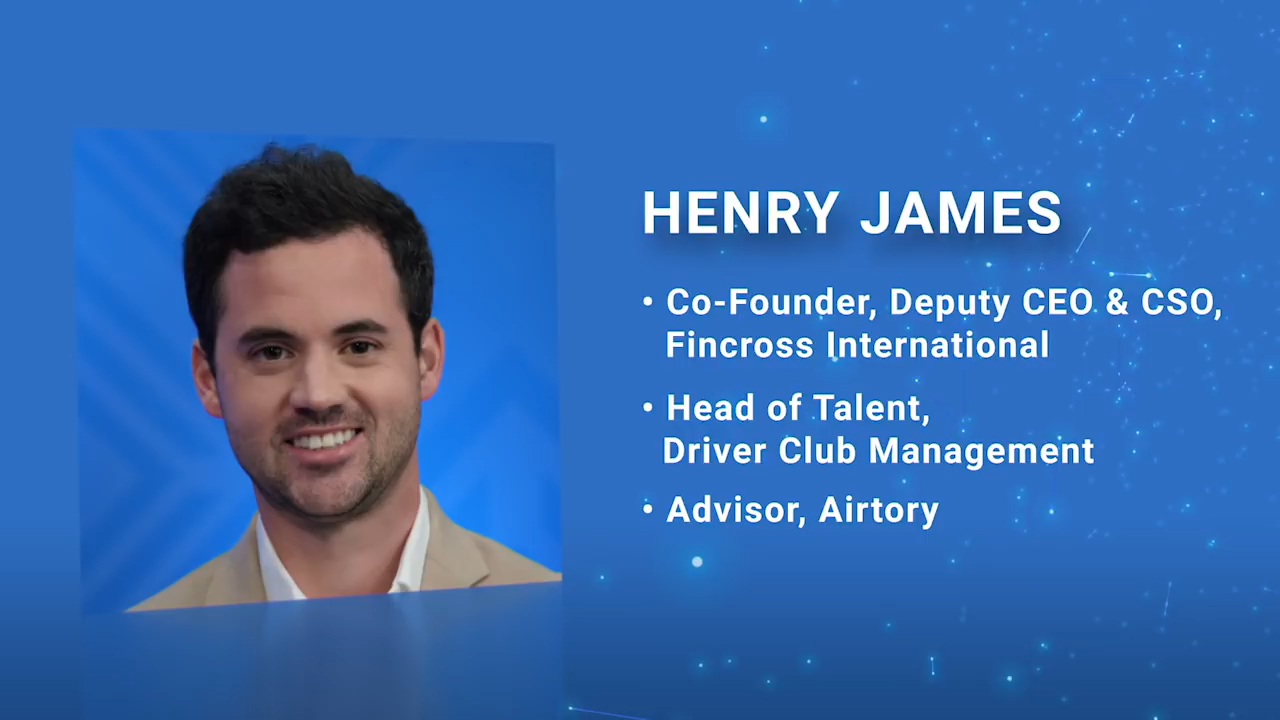 HENRY JAMES
• Co-Founder, Deputy CEO & CSO,
Fincross International
• Head of Talent,
Driver Club Management
• Advisor, Airtory